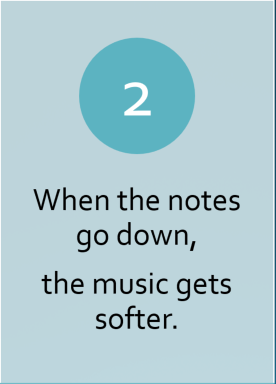 2
When the notes
go down,
the music gets
softer.